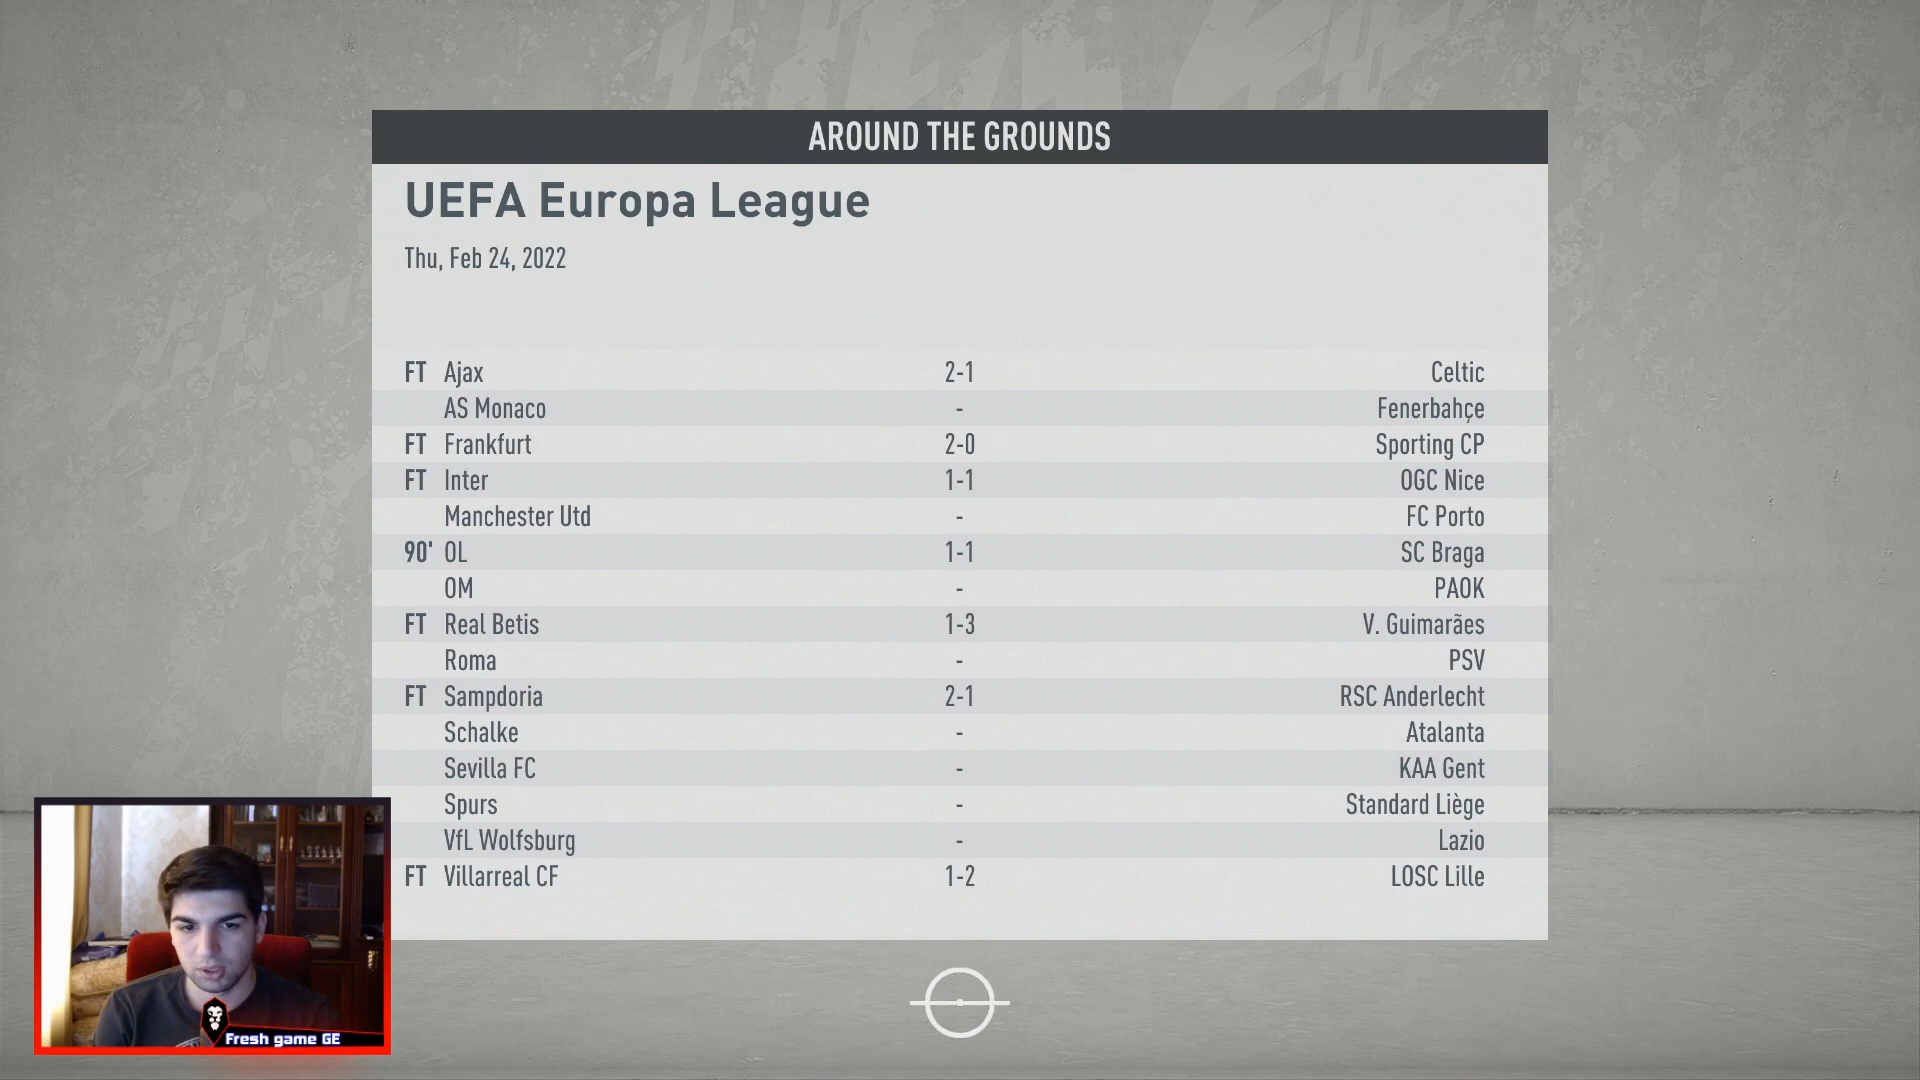 AROUND THE GROUNDS
UEFA Europa League
Thu, Feb 24, 2022
FT Ajax 2-1 Celtic
AS Monaco - Fenerbahçe
FT Frankfurt 2-0 Sporting CP
FT Inter 1-1 OGC Nice
Manchester Utd - FC Porto
90' OL 1-1 SC Braga
OM - PAOK
FT Real Betis 1-3 V. Guimarães
Roma - PSV
FT Sampdoria 2-1 RSC Anderlecht
Schalke - Atalanta
Sevilla FC - KAA Gent
Spurs - Standard Liège
VfL Wolfsburg - Lazio
FT Villarreal CF 1-2 LOSC Lille
Fresh game GE